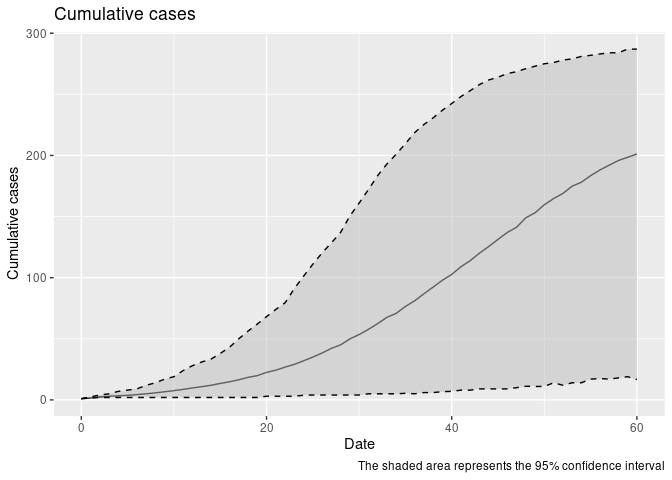 Cumulative cases
300
200
100
0
Cumulative cases
0 20 40 60
Date
The shaded area represents the 95% confidence interval